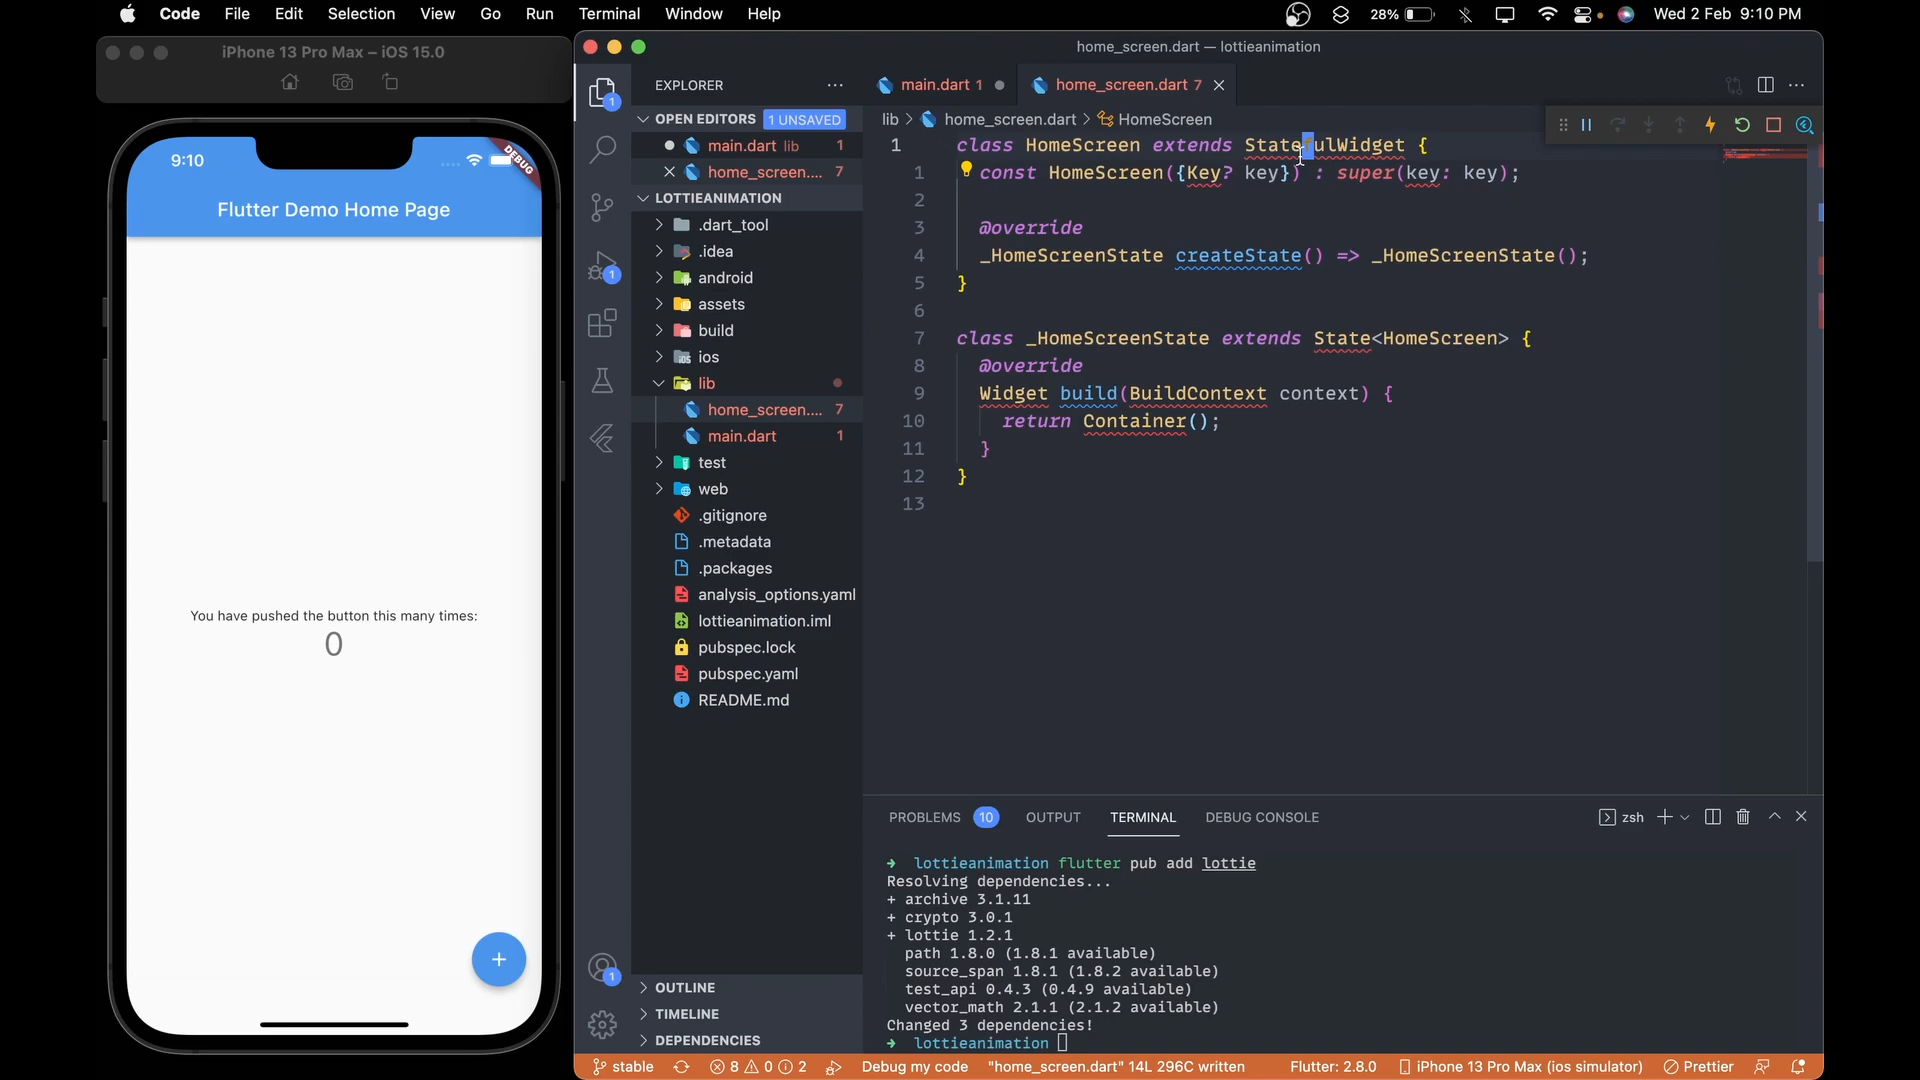 Code File Edit Selection View Go Run Terminal Window Help 28% Wed 2 Feb 9:10 PM
iPhone 13 Pro Max – iOS 15.0
9:10
DEBUG
Flutter Demo Home Page
You have pushed the button this many times:
0
+
home_screen.dart — lottieanimation
EXPLORER
OPEN EDITORS 1 UNSAVED
main.dart lib 1
home_screen.... 7
LOTTIEANIMATION
.dart_tool
.idea
android
assets
build
ios
lib
home_screen.... 7
main.dart 1
test
web
.gitignore
.metadata
.packages
analysis_options.yaml
lottieanimation.iml
pubspec.lock
pubspec.yaml
README.md
OUTLINE
TIMELINE
DEPENDENCIES
1
1
1
main.dart 1 home_screen.dart 7
lib > home_screen.dart > HomeScreen
1 class HomeScreen extends StatefulWidget {
1 const HomeScreen({Key? key}) : super(key: key);
2
3 @override
4 _HomeScreenState createState() => _HomeScreenState();
5 }
6
7 class _HomeScreenState extends State<HomeScreen> {
8 @override
9 Widget build(BuildContext context) {
10 return Container();
11 }
12 }
13
PROBLEMS 10 OUTPUT TERMINAL DEBUG CONSOLE zsh
➜ lottieanimation flutter pub add lottie
Resolving dependencies...
+ archive 3.1.11
+ crypto 3.0.1
+ lottie 1.2.1
path 1.8.0 (1.8.1 available)
source_span 1.8.1 (1.8.2 available)
test_api 0.4.3 (0.4.9 available)
vector_math 2.1.1 (2.1.2 available)
Changed 3 dependencies!
➜ lottieanimation
stable 8 0 2 Debug my code "home_screen.dart" 14L 296C written Flutter: 2.8.0 iPhone 13 Pro Max (ios simulator) Prettier